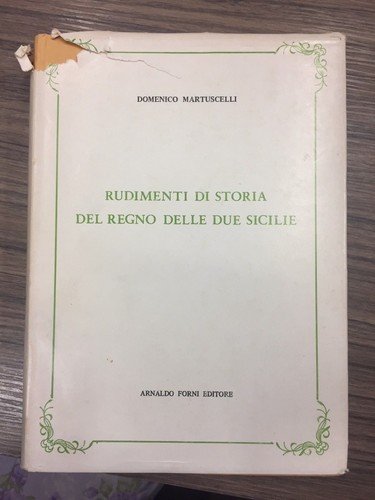 DOMENICO MARTUSCELLI
RUDIMENTI DI STORIA
DEL REGNO DELLE DUE SICILIE
ARNALDO FORNI EDITORE